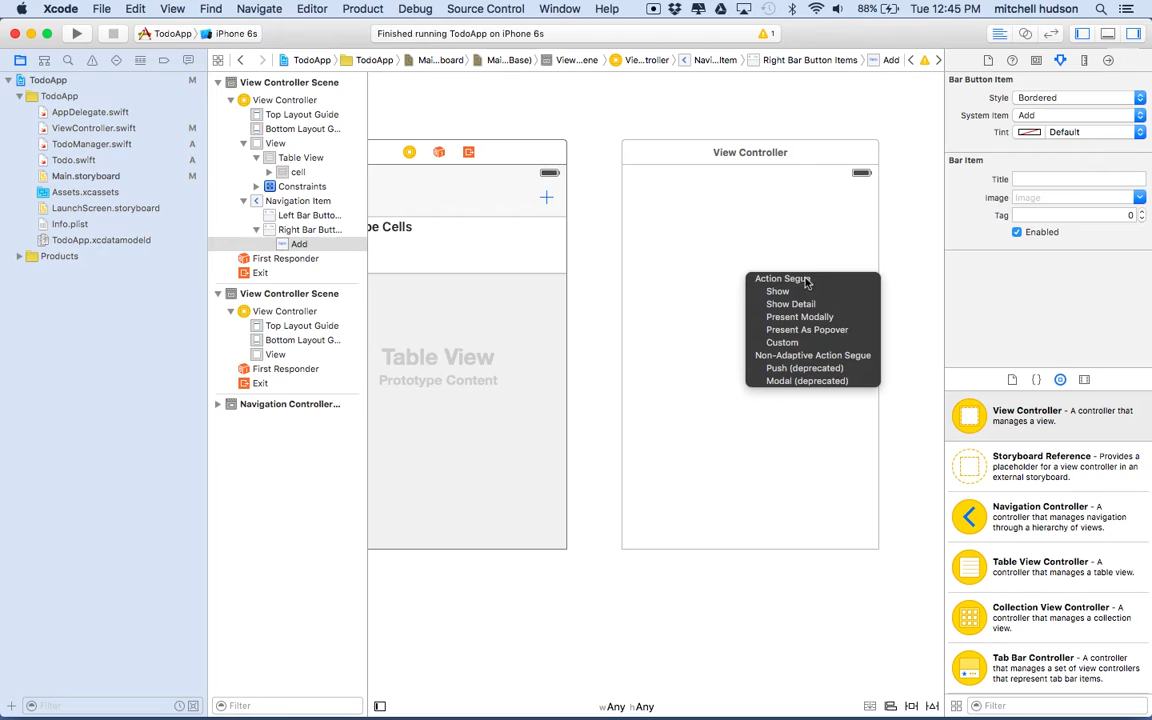 Xcode File Edit View Find Navigate Editor Product Debug Source Control Window Help 88% Tue 12:45 PM mitchell hudson
TodoApp iPhone 6s Finished running TodoApp on iPhone 6s 1
TodoApp TodoApp Ma...board M...Base) View...ene Vie...troller Navi...Item Right Bar Button Items Add
TodoApp M
TodoApp
AppDelegate.swift
ViewController.swift M
TodoManager.swift A
Todo.swift A
Main.storyboard M
Assets.xcassets
LaunchScreen.storyboard
Info.plist
TodoApp.xcdatamodeld
Products
Filter
View Controller Scene
View Controller
Top Layout Guide
Bottom Layout G...
View
Table View
cell
Constraints
Navigation Item
Left Bar Butto...
Right Bar Butt...
Add
First Responder
Exit
View Controller Scene
View Controller
Top Layout Guide
Bottom Layout G...
View
First Responder
Exit
Navigation Controller...
Filter
pe Cells
Table View
Prototype Content
View Controller
Action Segue
Show
Show Detail
Present Modally
Present As Popover
Custom
Non-Adaptive Action Segue
Push (deprecated)
Modal (deprecated)
wAny hAny
Bar Button Item
Style Bordered
System Item Add
Tint Default
Bar Item
Title
Image Image
Tag 0
Enabled
View Controller - A controller that
manages a view.
Storyboard Reference - Provides a
placeholder for a view controller in an
external storyboard.
Navigation Controller - A
controller that manages navigation
through a hierarchy of views.
Table View Controller - A
controller that manages a table view.
Collection View Controller - A
controller that manages a collection
view.
Tab Bar Controller - A controller
that manages a set of view controllers
that represent tab bar items.
Filter